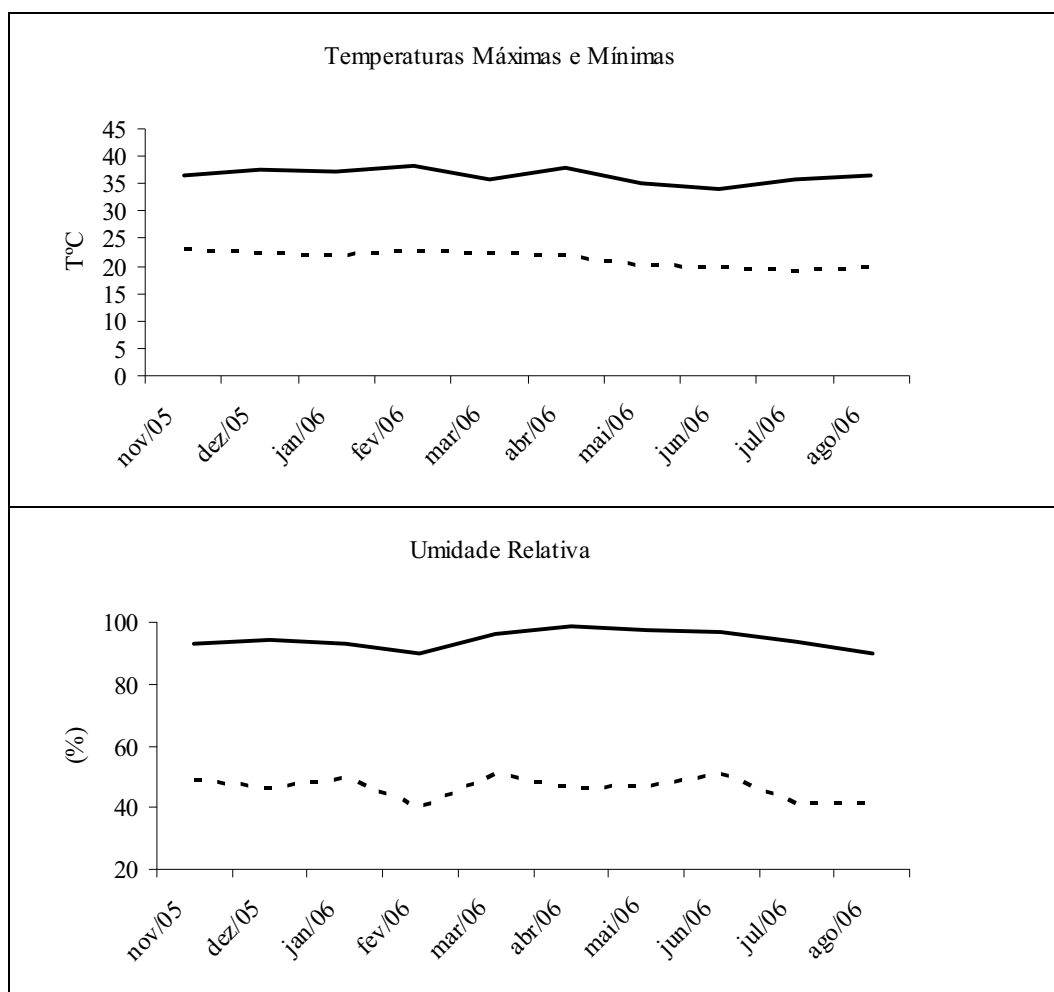 Temperaturas Máximas e Mínimas
45
40
35
30
25
20
15
10
5
0
TºC
nov/05
dez/05
jan/06
fev/06
mar/06
abr/06
mai/06
jun/06
jul/06
ago/06
Umidade Relativa
100
80
60
40
20
(%)
nov/05
dez/05
jan/06
fev/06
mar/06
abr/06
mai/06
jun/06
jul/06
ago/06